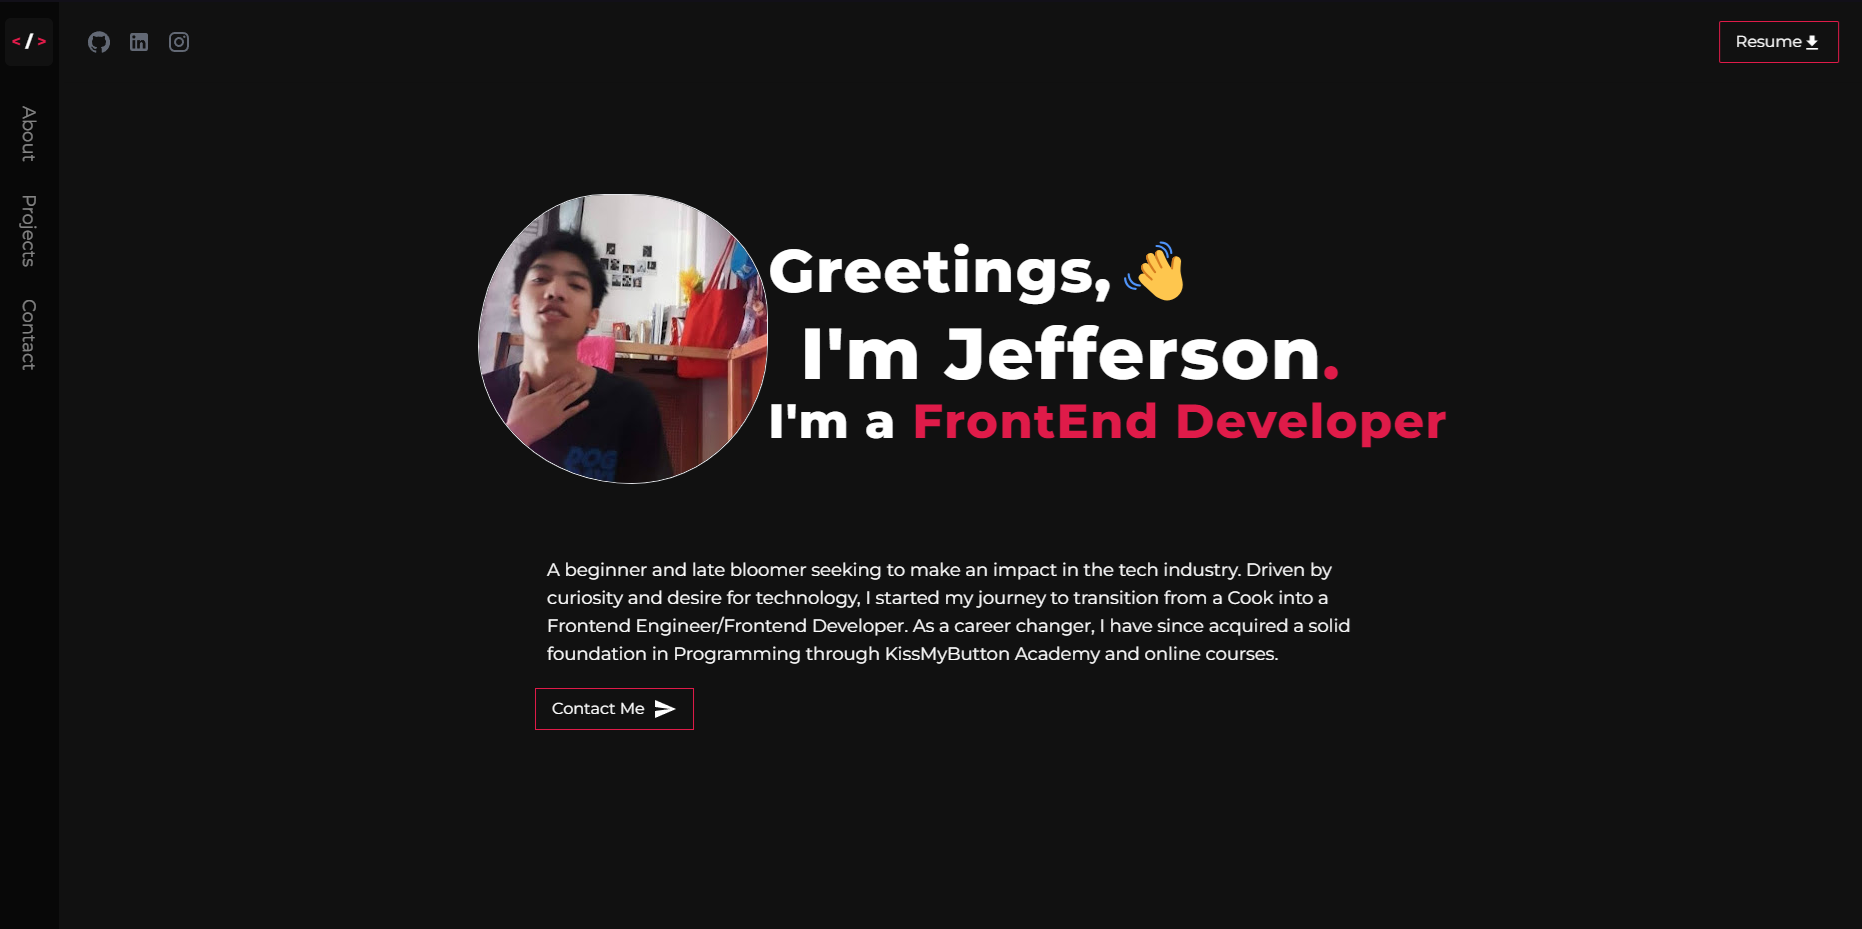 </>
Resume
About
Projects
Contact
Greetings,
I'm Jefferson.
I'm a FrontEnd Developer
DOG
A beginner and late bloomer seeking to make an impact in the tech industry. Driven by
curiosity and desire for technology, I started my journey to transition from a Cook into a
Frontend Engineer/Frontend Developer. As a career changer, I have since acquired a solid
foundation in Programming through KissMyButton Academy and online courses.
Contact Me